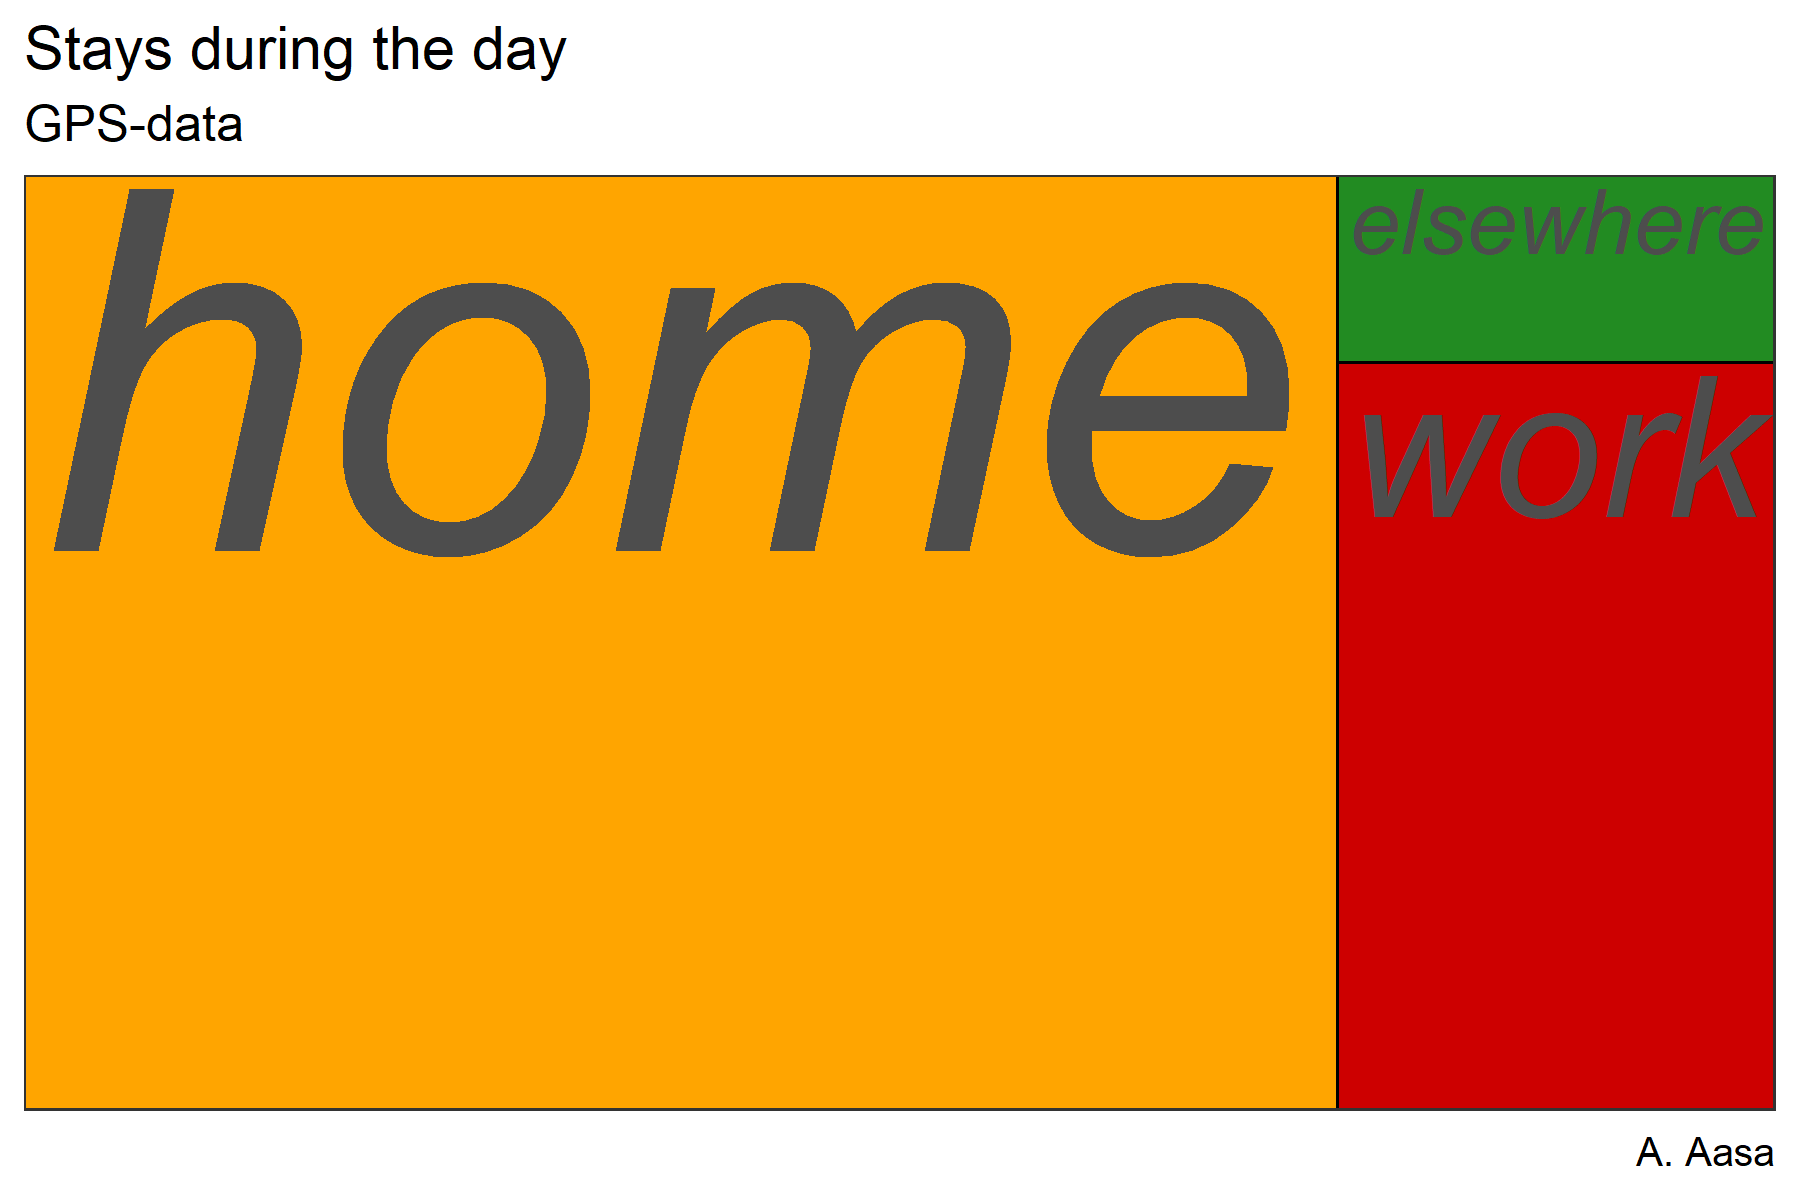 Stays during the day
GPS-data
home
elsewhere
work
A. Aasa